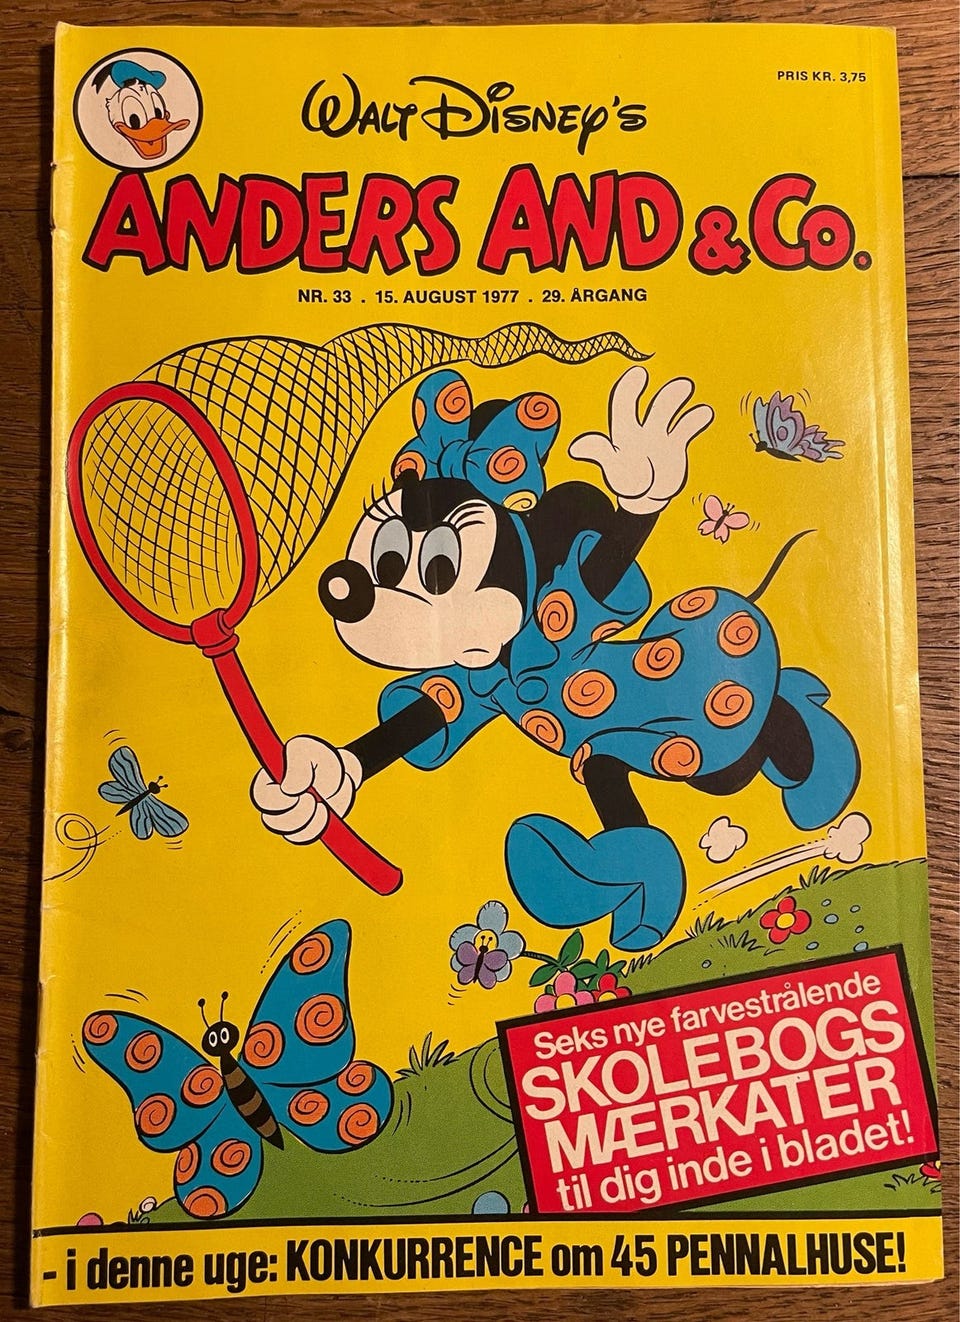 PRIS KR. 3,75
WALT DISNEY'S
ANDERS AND & Co.
NR. 33 . 15. AUGUST 1977 . 29. ÅRGANG
Seks nye farvestrålende
SKOLEBOGS
MÆRKATER
til dig inde i bladet!
- i denne uge: KONKURRENCE om 45 PENNALHUSE!